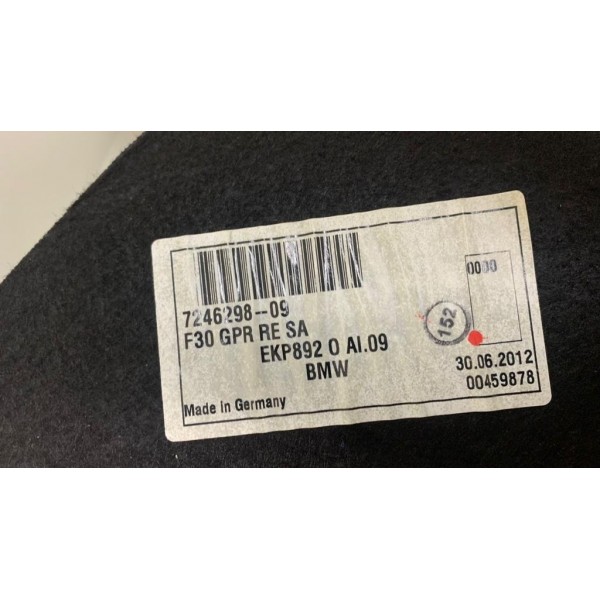 7246298--09
F30 GPR RE SA
EKP892 O AI.09
BMW
Made in Germany
0000
152
30.06.2012
00459878